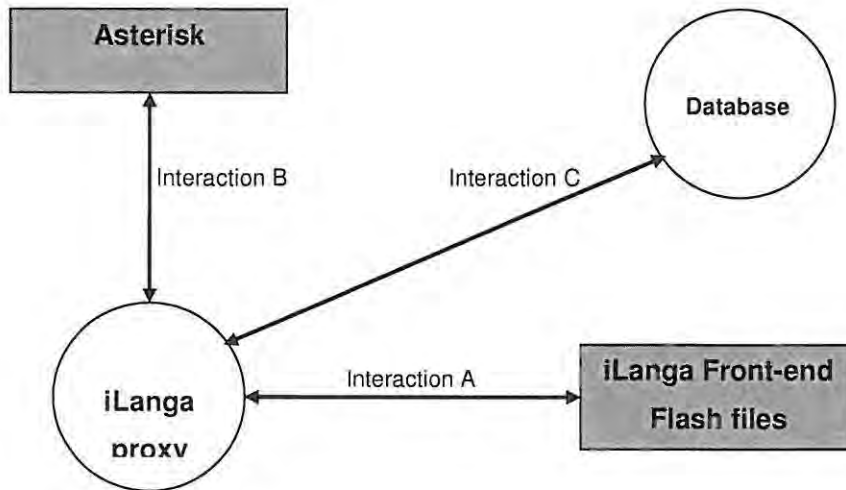 Asterisk
Database
Interaction B
Interaction C
iLanga Front-end
Flash files
Interaction A
iLanga
proxy